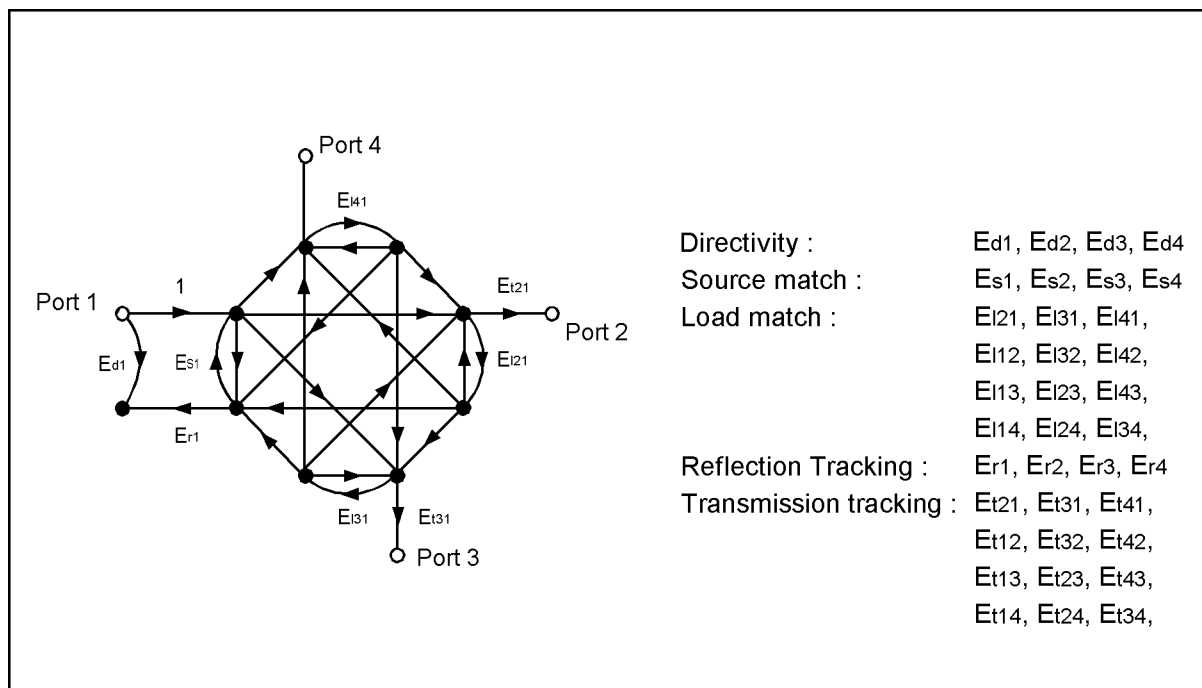 Port 4
El41
Port 1
1
Et21
Port 2
Ed1
ES1
El21
Er1
El31
Et31
Port 3
Directivity : Ed1, Ed2, Ed3, Ed4
Source match : Es1, Es2, Es3, Es4
Load match : El21, El31, El41,
El12, El32, El42,
El13, El23, El43,
El14, El24, El34,
Reflection Tracking : Er1, Er2, Er3, Er4
Transmission tracking : Et21, Et31, Et41,
Et12, Et32, Et42,
Et13, Et23, Et43,
Et14, Et24, Et34,